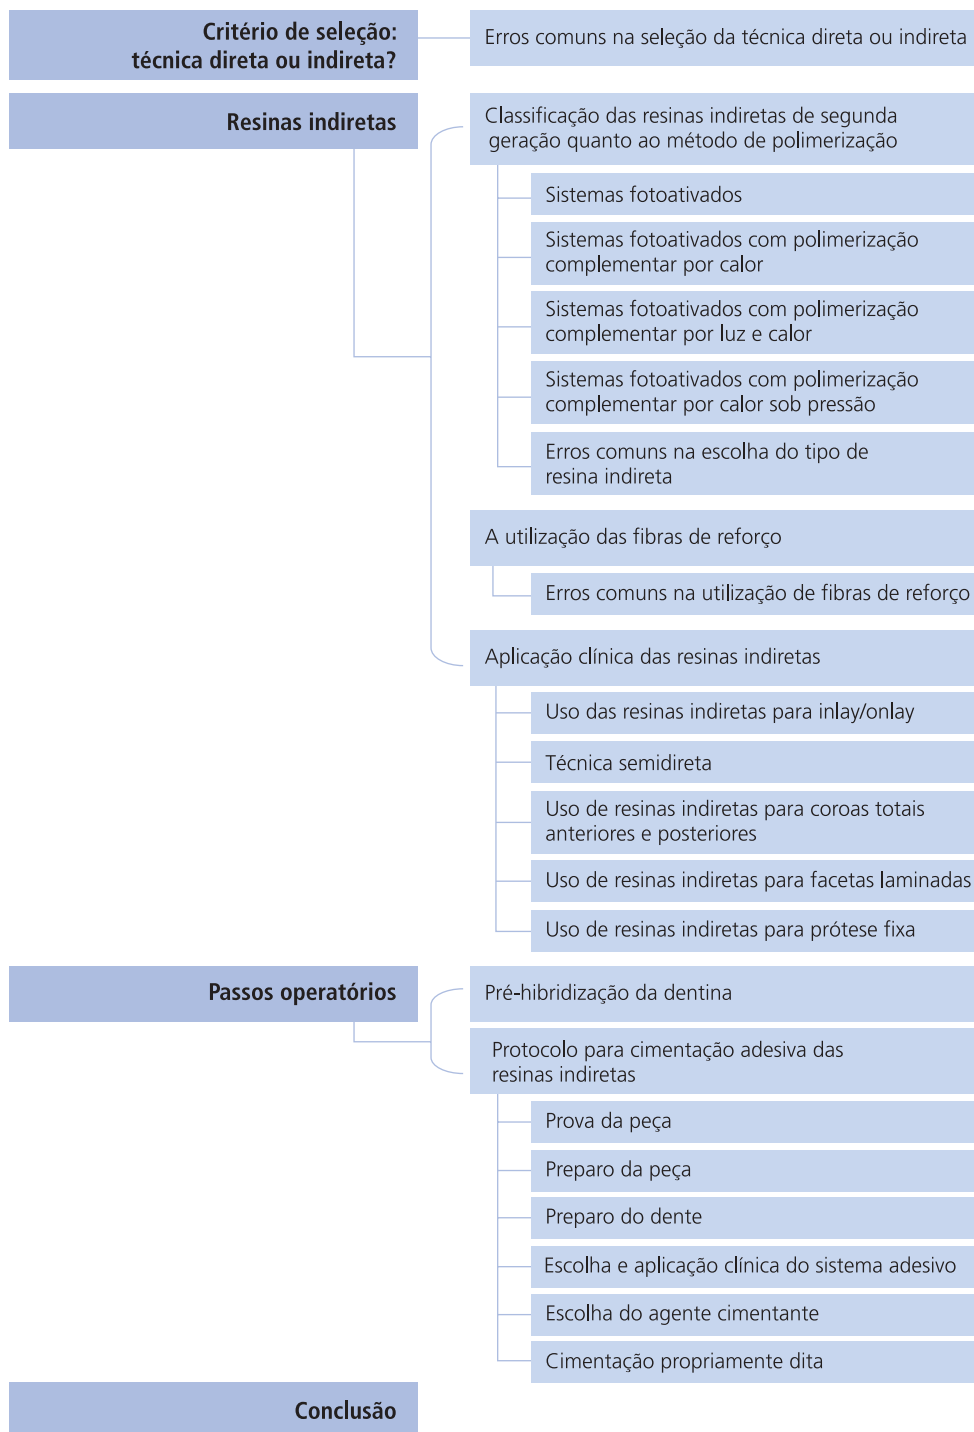 Critério de seleção:
técnica direta ou indireta?
Erros comuns na seleção da técnica direta ou indireta
Resinas indiretas
Classificação das resinas indiretas de segunda
geração quanto ao método de polimerização
Sistemas fotoativados
Sistemas fotoativados com polimerização
complementar por calor
Sistemas fotoativados com polimerização
complementar por luz e calor
Sistemas fotoativados com polimerização
complementar por calor sob pressão
Erros comuns na escolha do tipo de
resina indireta
A utilização das fibras de reforço
Erros comuns na utilização de fibras de reforço
Aplicação clínica das resinas indiretas
Uso das resinas indiretas para inlay/onlay
Técnica semidireta
Uso de resinas indiretas para coroas totais
anteriores e posteriores
Uso de resinas indiretas para facetas laminadas
Uso de resinas indiretas para prótese fixa
Passos operatórios
Pré-hibridização da dentina
Protocolo para cimentação adesiva das
resinas indiretas
Prova da peça
Preparo da peça
Preparo do dente
Escolha e aplicação clínica do sistema adesivo
Escolha do agente cimentante
Cimentação propriamente dita
Conclusão